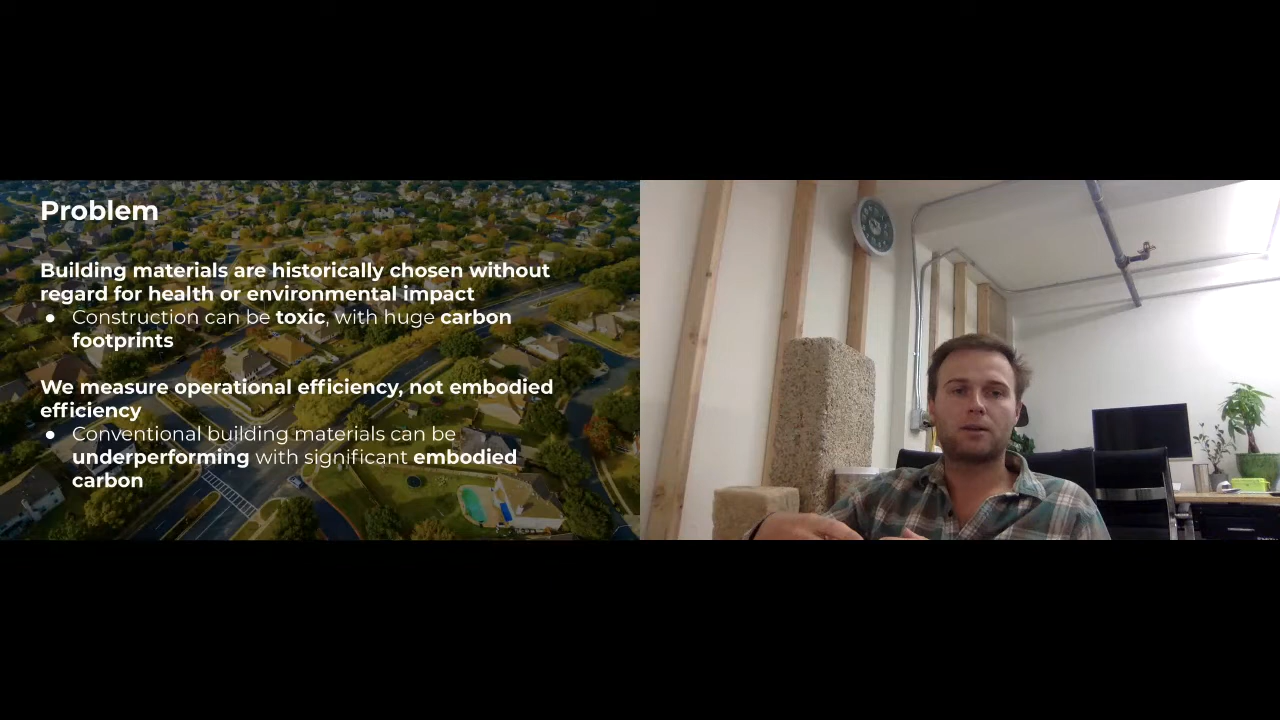 Problem
Building materials are historically chosen without
regard for health or environmental impact
● Construction can be toxic, with huge carbon
footprints
We measure operational efficiency, not embodied
efficiency
● Conventional building materials can be
underperforming with significant embodied
carbon